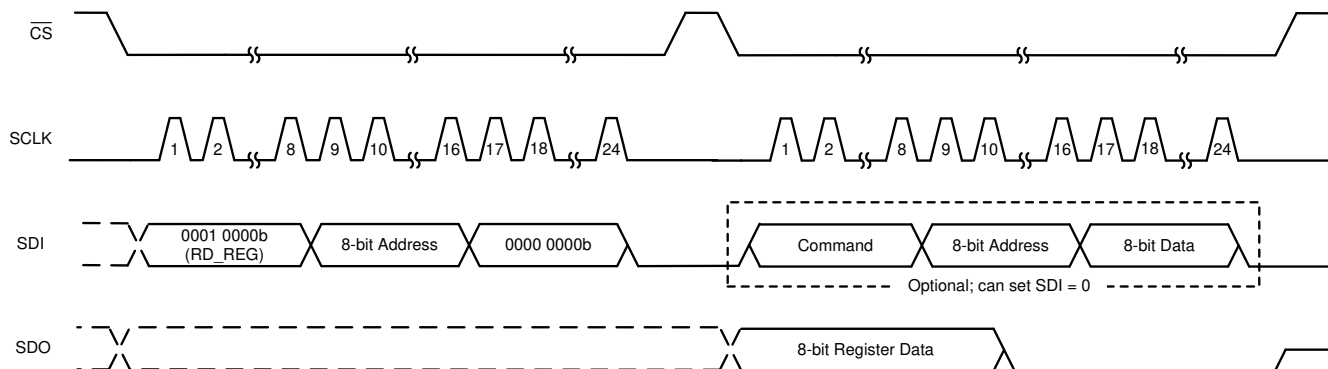 CS
SCLK
1 2 8 9 10 16 17 18 24 1 2 8 9 10 16 17 18 24
SDI
0001 0000b
(RD_REG)
8-bit Address
0000 0000b
Command
8-bit Address
8-bit Data
Optional; can set SDI = 0
SDO
8-bit Register Data